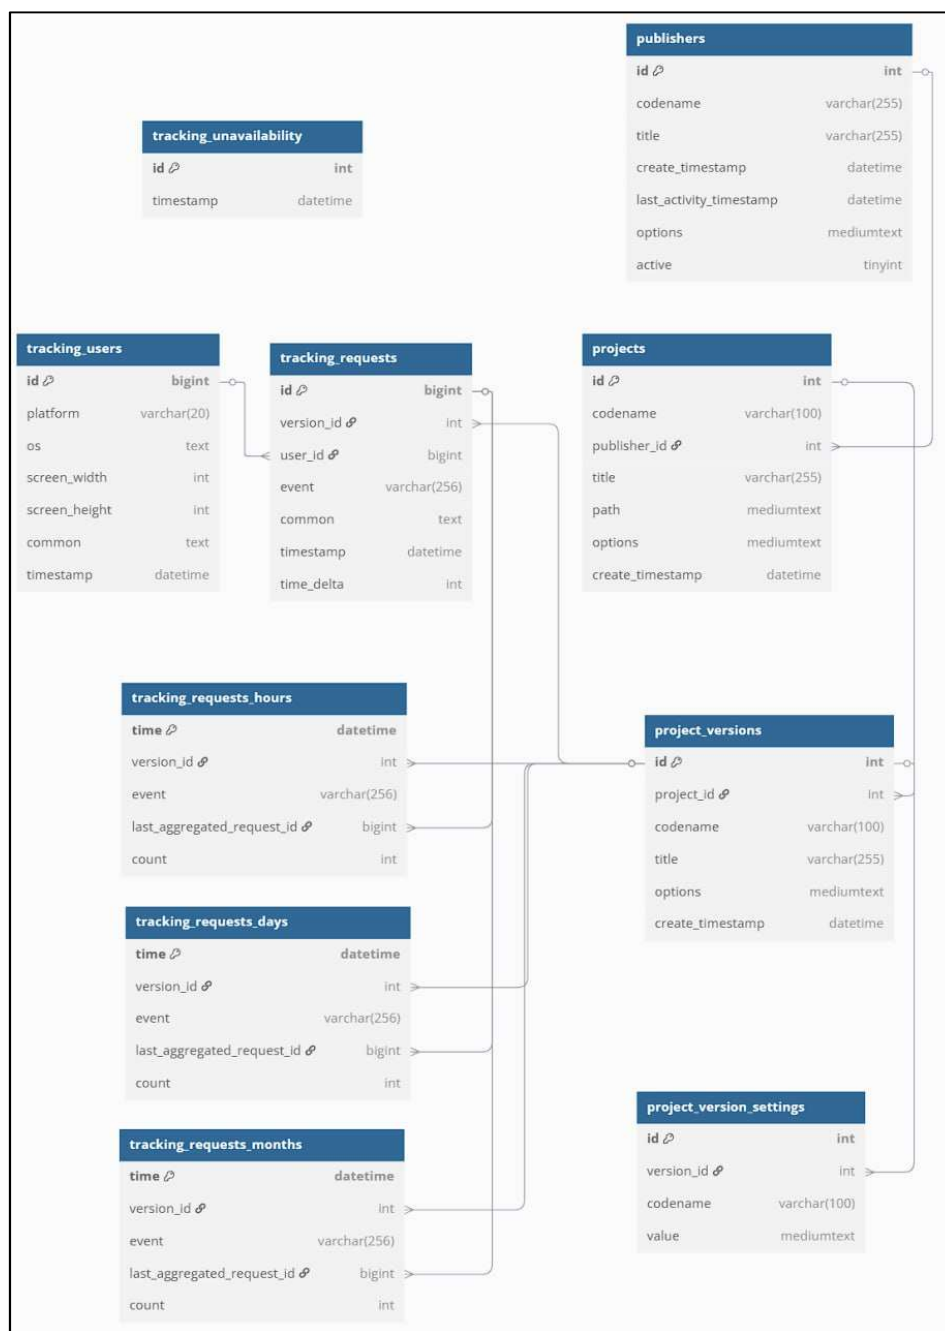 publishers
id int
codename varchar(255)
title varchar(255)
create_timestamp datetime
last_activity_timestamp datetime
options mediumtext
active tinyint
tracking_unavailability
id int
timestamp datetime
tracking_users
id bigint
platform varchar(20)
os text
screen_width int
screen_height int
common text
timestamp datetime
tracking_requests
id bigint
version_id int
user_id bigint
event varchar(256)
common text
timestamp datetime
time_delta int
projects
id int
codename varchar(100)
publisher_id int
title varchar(255)
path mediumtext
options mediumtext
create_timestamp datetime
tracking_requests_hours
time datetime
version_id int
event varchar(256)
last_aggregated_request_id bigint
count int
project_versions
id int
project_id int
codename varchar(100)
title varchar(255)
options mediumtext
create_timestamp datetime
tracking_requests_days
time datetime
version_id int
event varchar(256)
last_aggregated_request_id bigint
count int
project_version_settings
id int
version_id int
codename varchar(100)
value mediumtext
tracking_requests_months
time datetime
version_id int
event varchar(256)
last_aggregated_request_id bigint
count int